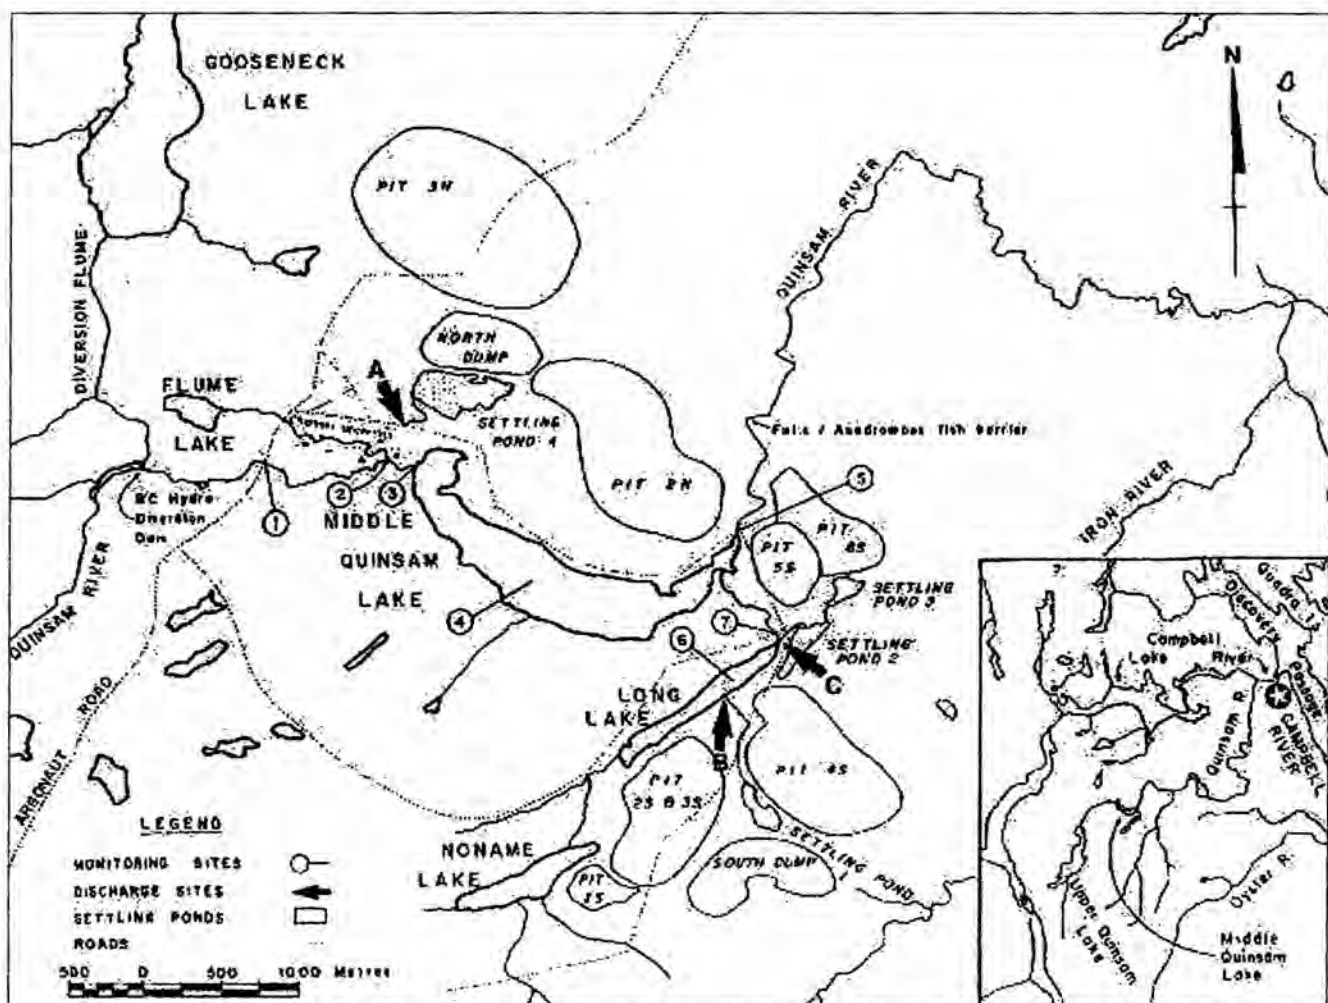 GOOSENECK
LAKE
N
PIT 3N
QUINSAM RIVER
DIVERSION FLUME
NORTH
DUMP
A
FLUME
LAKE
SETTLING
POND 4
Falls / Anadromous fish barrier
PIT 2N
BC Hydro
Diversion
Dam
1
2
3
MIDDLE
QUINSAM
LAKE
4
5
PIT
5S
PIT
6S
IRON RIVER
SETTLING
POND 3
QUINSAM RIVER
6
7
SETTLING
POND 2
C
LONG
LAKE
B
ARGONAUT ROAD
PIT
2S & 3S
PIT 4S
NONAME
LAKE
PIT
1S
SOUTH DUMP
SETTLING POND
1
LEGEND
MONITORING SITES
DISCHARGE SITES
SETTLING PONDS
ROADS
500 0 500 1000 Metres
Quadra Is
Discovery Passage
Campbell
Lake
River
CAMPBELL
RIVER
Quinsam R.
Oyster R.
Upper Quinsam
Lake
Middle
Quinsam
Lake